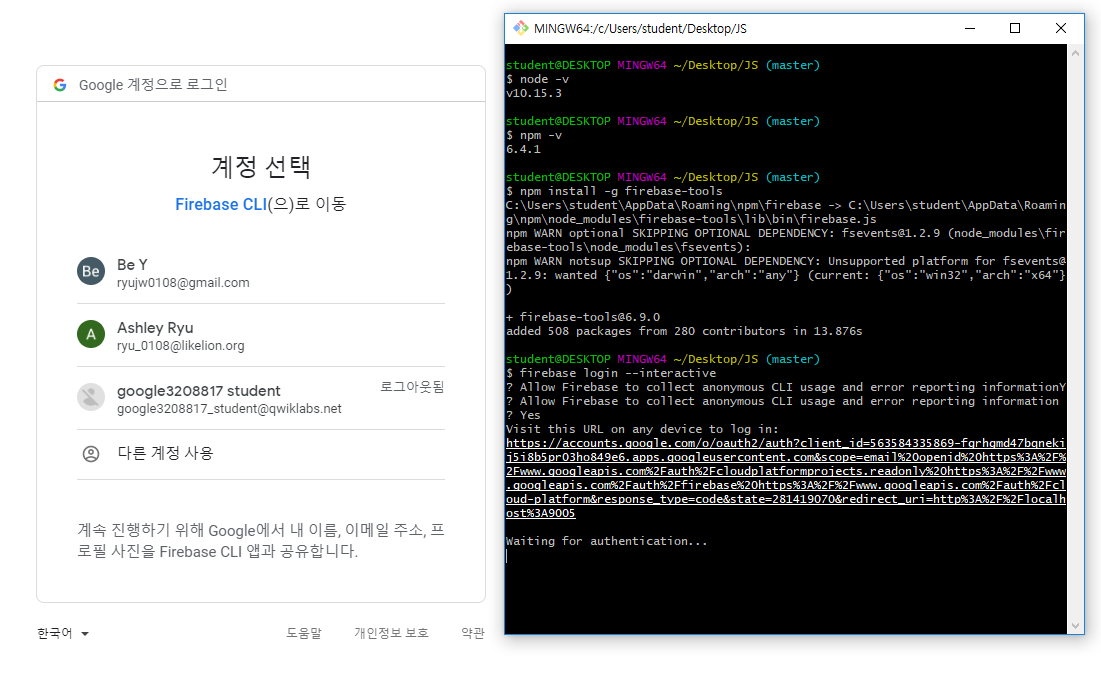 Google 계정으로 로그인
계정 선택
Firebase CLI(으)로 이동
Be
Be Y
ryujw0108@gmail.com
A
Ashley Ryu
ryu_0108@likelion.org
google3208817 student
로그아웃됨
google3208817_student@qwiklabs.net
다른 계정 사용
계속 진행하기 위해 Google에서 내 이름, 이메일 주소, 프
로필 사진을 Firebase CLI 앱과 공유합니다.
한국어
도움말
개인정보 보호
약관
MINGW64:/c/Users/student/Desktop/JS
student@DESKTOP MINGW64 ~/Desktop/JS (master)
$ node -v
v10.15.3
student@DESKTOP MINGW64 ~/Desktop/JS (master)
$ npm -v
6.4.1
student@DESKTOP MINGW64 ~/Desktop/JS (master)
$ npm install -g firebase-tools
C:\Users\student\AppData\Roaming\npm\firebase -> C:\Users\student\AppData\Roamin
g\npm\node_modules\firebase-tools\lib\bin\firebase.js
npm WARN optional SKIPPING OPTIONAL DEPENDENCY: fsevents@1.2.9 (node_modules\fir
ebase-tools\node_modules\fsevents):
npm WARN notsup SKIPPING OPTIONAL DEPENDENCY: Unsupported platform for fsevents@
1.2.9: wanted {"os":"darwin","arch":"any"} (current: {"os":"win32","arch":"x64"}
)
+ firebase-tools@6.9.0
added 508 packages from 280 contributors in 13.876s
student@DESKTOP MINGW64 ~/Desktop/JS (master)
$ firebase login --interactive
? Allow Firebase to collect anonymous CLI usage and error reporting informationY
? Allow Firebase to collect anonymous CLI usage and error reporting information
? Yes
Visit this URL on any device to log in:
https://accounts.google.com/o/oauth2/auth?client_id=563584335869-fgrhgmd47bqneki
j5i8b5pr03ho849e6.apps.googleusercontent.com&scope=email%20openid%20https%3A%2F%
2Fwww.googleapis.com%2Fauth%2Fcloudplatformprojects.readonly%20https%3A%2F%2Fwww
.googleapis.com%2Fauth%2Ffirebase%20https%3A%2F%2Fwww.googleapis.com%2Fauth%2Fcl
oud-platform&response_type=code&state=281419070&redirect_uri=http%3A%2F%2Flocalh
ost%3A9005
Waiting for authentication...